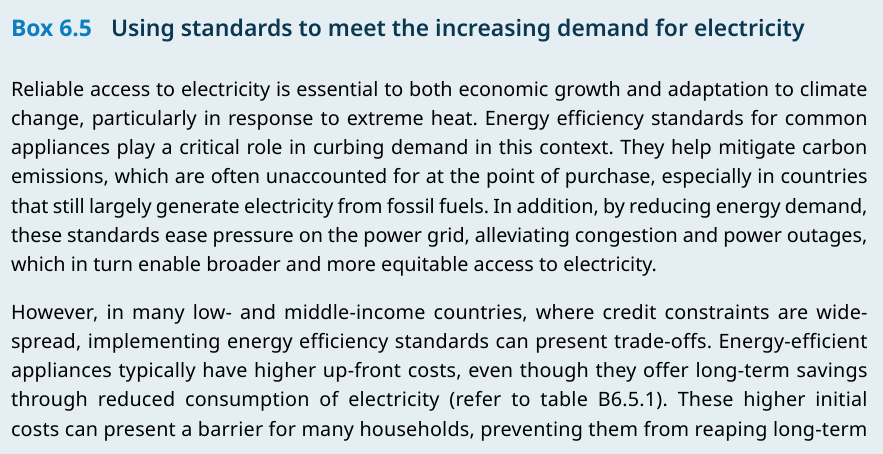 Box 6.5 Using standards to meet the increasing demand for electricity
Reliable access to electricity is essential to both economic growth and adaptation to climate
change, particularly in response to extreme heat. Energy efficiency standards for common
appliances play a critical role in curbing demand in this context. They help mitigate carbon
emissions, which are often unaccounted for at the point of purchase, especially in countries
that still largely generate electricity from fossil fuels. In addition, by reducing energy demand,
these standards ease pressure on the power grid, alleviating congestion and power outages,
which in turn enable broader and more equitable access to electricity.
However, in many low- and middle-income countries, where credit constraints are wide-
spread, implementing energy efficiency standards can present trade-offs. Energy-efficient
appliances typically have higher up-front costs, even though they offer long-term savings
through reduced consumption of electricity (refer to table B6.5.1). These higher initial
costs can present a barrier for many households, preventing them from reaping long-term